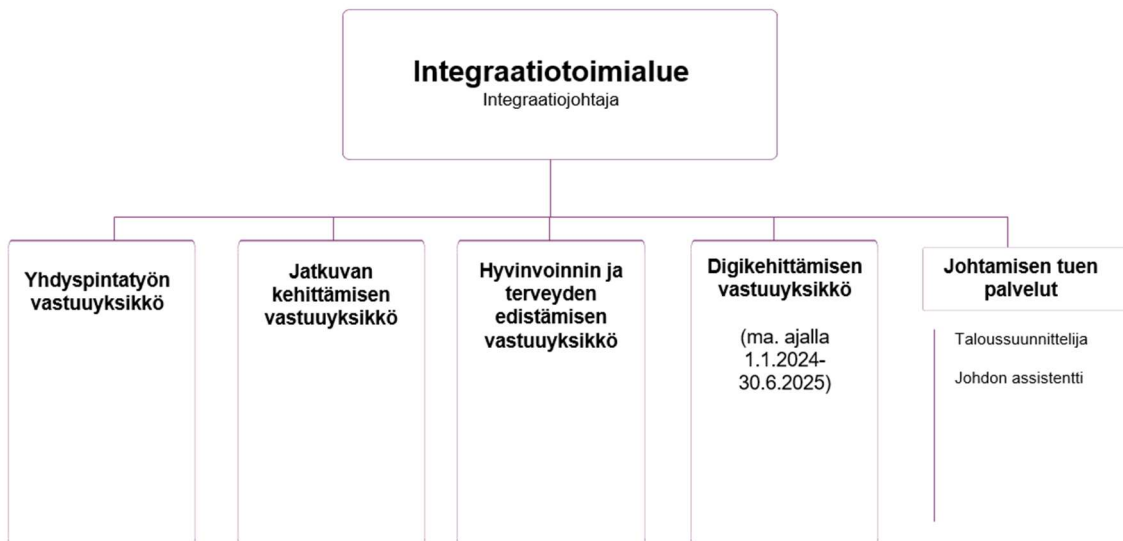 Integraatiotoimialue
Integraatiojohtaja
Yhdyspintatyön
vastuuyksikkö
Jatkuvan
kehittämisen
vastuuyksikkö
Hyvinvoinnin ja
terveyden
edistämisen
vastuuyksikkö
Digikehittämisen
vastuuyksikkö
(ma. ajalla
1.1.2024-
30.6.2025)
Johtamisen tuen
palvelut
Taloussuunnittelija
Johdon assistentti